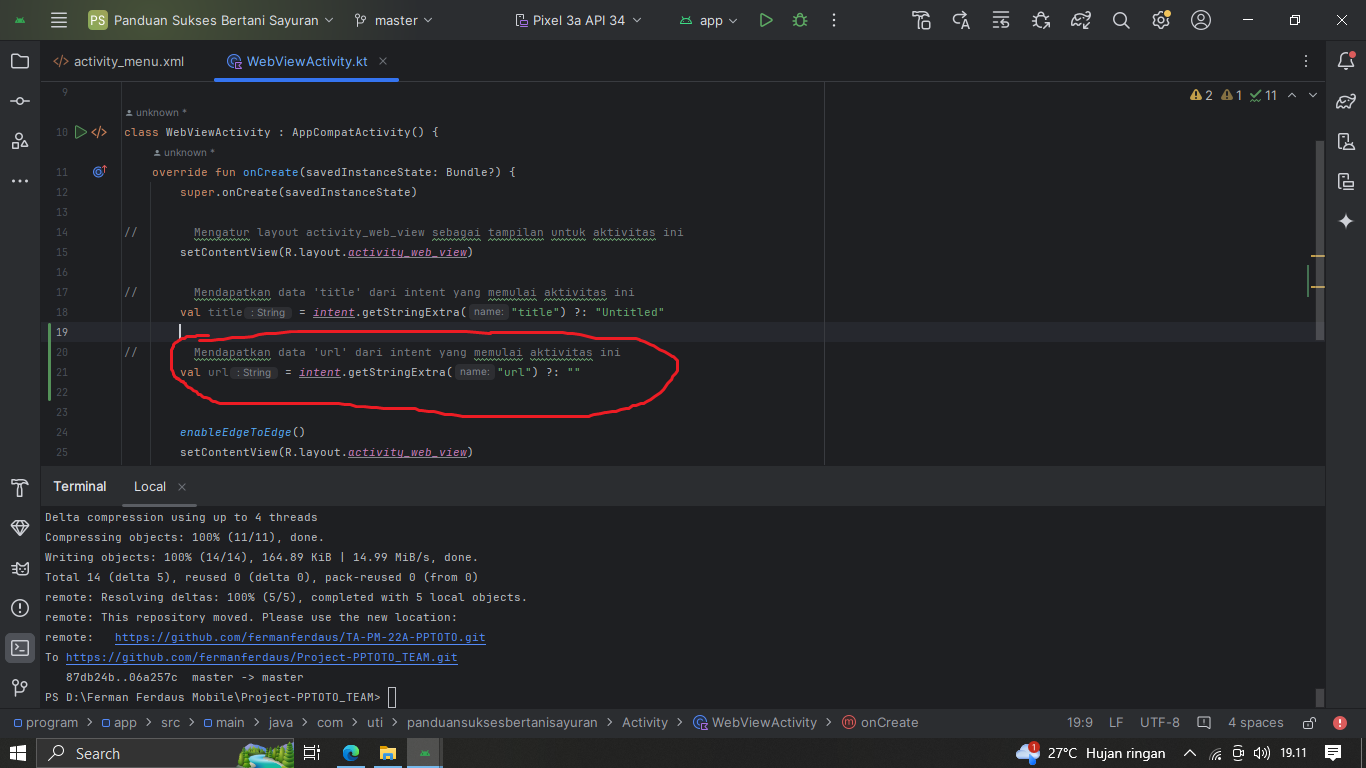 PS Panduan Sukses Bertani Sayuran master Pixel 3a API 34 app
activity_menu.xml WebViewActivity.kt
9
unknown *
2 1 11
10 class WebViewActivity : AppCompatActivity() {
unknown *
11 override fun onCreate(savedInstanceState: Bundle?) {
12 super.onCreate(savedInstanceState)
13
14 // Mengatur layout activity_web_view sebagai tampilan untuk aktivitas ini
15 setContentView(R.layout.activity_web_view)
16
17 // Mendapatkan data 'title' dari intent yang memulai aktivitas ini
18 val title : String = intent.getStringExtra( name: "title") ?: "Untitled"
19
20 // Mendapatkan data 'url' dari intent yang memulai aktivitas ini
21 val url : String = intent.getStringExtra( name: "url") ?: ""
22
23
24 enableEdgeToEdge()
25 setContentView(R.layout.activity_web_view)
Terminal Local
Delta compression using up to 4 threads
Compressing objects: 100% (11/11), done.
Writing objects: 100% (14/14), 164.89 KiB | 14.99 MiB/s, done.
Total 14 (delta 5), reused 0 (delta 0), pack-reused 0 (from 0)
remote: Resolving deltas: 100% (5/5), completed with 5 local objects.
remote: This repository moved. Please use the new location:
remote: https://github.com/fermanferdaus/TA-PM-22A-PPTOTO.git
To https://github.com/fermanferdaus/Project-PPTOTO_TEAM.git
87db24b..06a257c master -> master
PS D:\Ferman Ferdaus Mobile\Project-PPTOTO_TEAM>
program > app > src > main > java > com > uti > panduansuksesbertanisayuran > Activity > WebViewActivity > onCreate 19:9 LF UTF-8 4 spaces
Search 1 27°C Hujan ringan 19.11